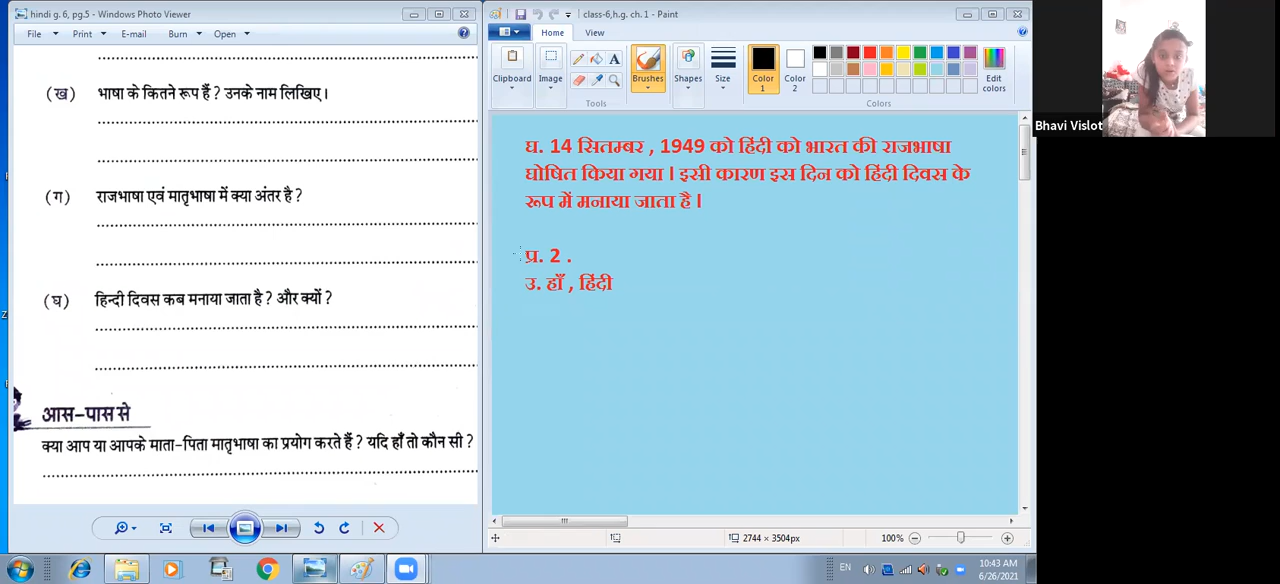 hindi g. 6, pg.5 - Windows Photo Viewer
File Print E-mail Burn Open
(ख) भाषा के कितने रूप हैं ? उनके नाम लिखिए।
(ग) राजभाषा एवं मातृभाषा में क्या अंतर है ?
(घ) हिन्दी दिवस कब मनाया जाता है ? और क्यों ?
आस-पास से
क्या आप या आपके माता-पिता मातृभाषा का प्रयोग करते हैं ? यदि हाँ तो कौन सी ?
class-6,h.g. ch.1 - Paint
Home View
Clipboard
Image
Tools
Brushes
Shapes
Size
Color 1
Color 2
Edit colors
Colors
घ. 14 सितम्बर , 1949 को हिंदी को भारत की राजभाषा
घोषित किया गया । इसी कारण इस दिन को हिंदी दिवस के
रूप में मनाया जाता है ।
प्र. 2 .
उ. हाँ , हिंदी
2744 × 3504px
100%
Bhavi Vislot
EN
10:43 AM
6/26/2021